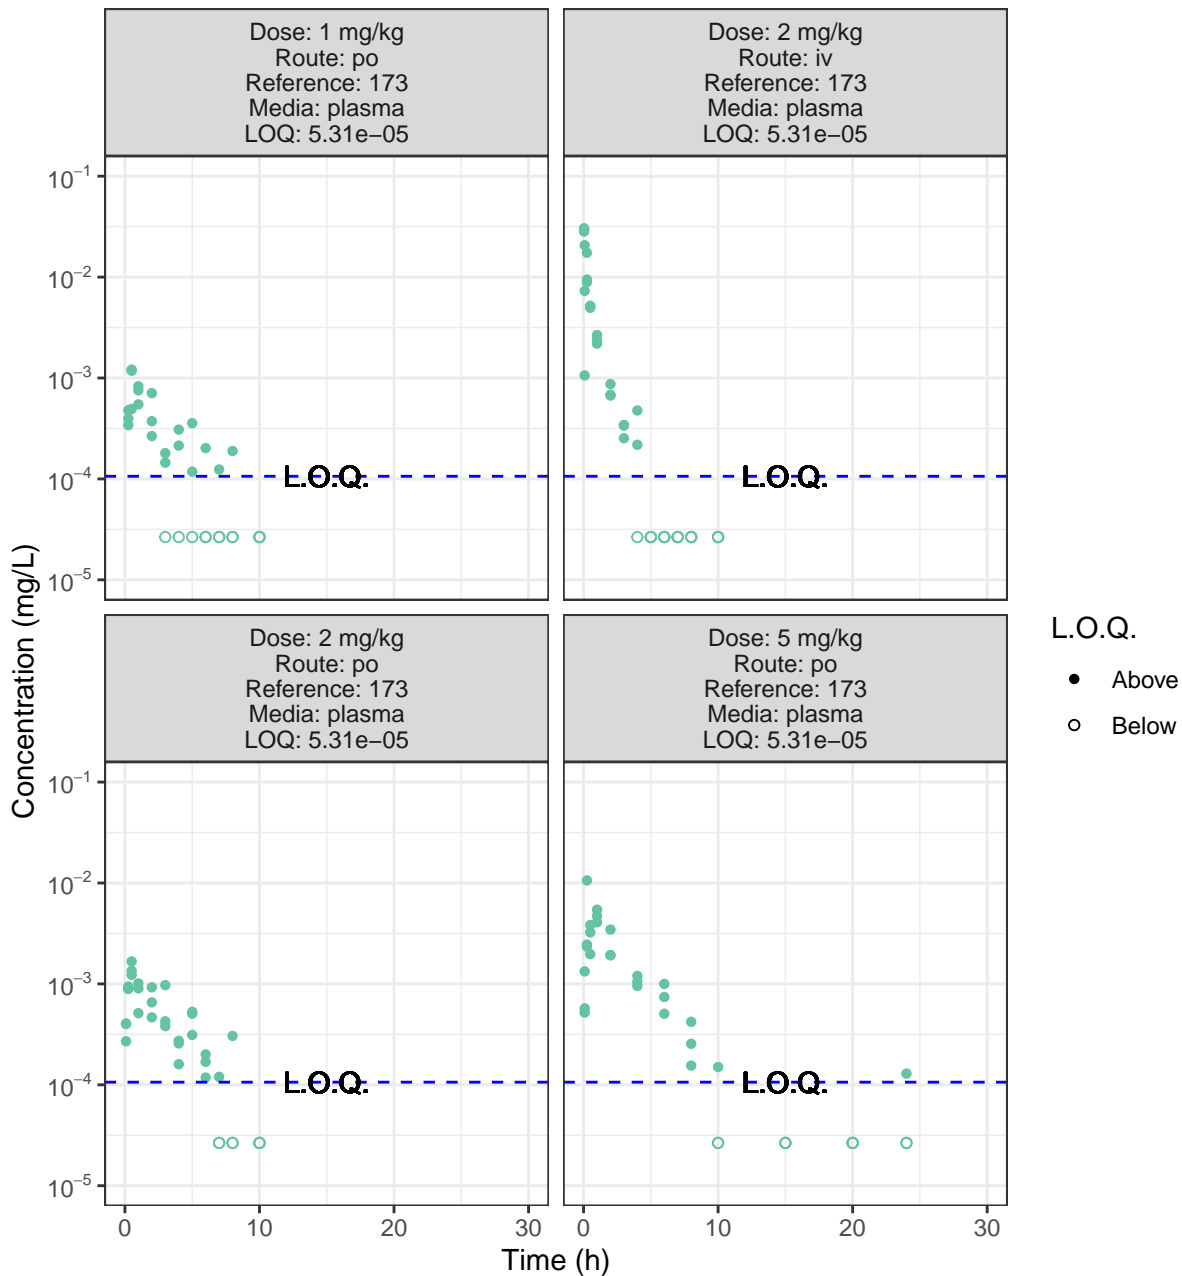 Dose: 1 mg/kg
Route: po
Reference: 173
Media: plasma
LOQ: 5.31e−05
Dose: 2 mg/kg
Route: iv
Reference: 173
Media: plasma
LOQ: 5.31e−05
10⁻¹
10⁻²
10⁻³
10⁻⁴
10⁻⁵
L.O.Q.
L.O.Q.
Dose: 2 mg/kg
Route: po
Reference: 173
Media: plasma
LOQ: 5.31e−05
Dose: 5 mg/kg
Route: po
Reference: 173
Media: plasma
LOQ: 5.31e−05
10⁻¹
10⁻²
10⁻³
10⁻⁴
10⁻⁵
L.O.Q.
L.O.Q.
0 10 20 30
0 10 20 30
Time (h)
Concentration (mg/L)
L.O.Q.
Above
Below